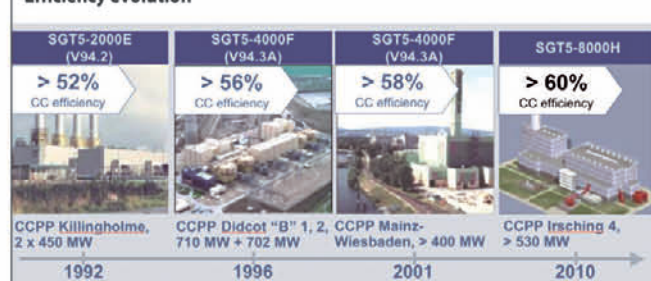 Efficiency evolution
SGT5-2000E
(V94.2)
> 52%
CC efficiency
CCPP Killingholme,
2 x 450 MW
1992
SGT5-4000F
(V94.3A)
> 56%
CC efficiency
CCPP Didcot "B" 1, 2,
710 MW + 702 MW
1996
SGT5-4000F
(V94.3A)
> 58%
CC efficiency
CCPP Mainz-
Wiesbaden, > 400 MW
2001
SGT5-8000H
> 60%
CC efficiency
CCPP Irsching 4,
> 530 MW
2010